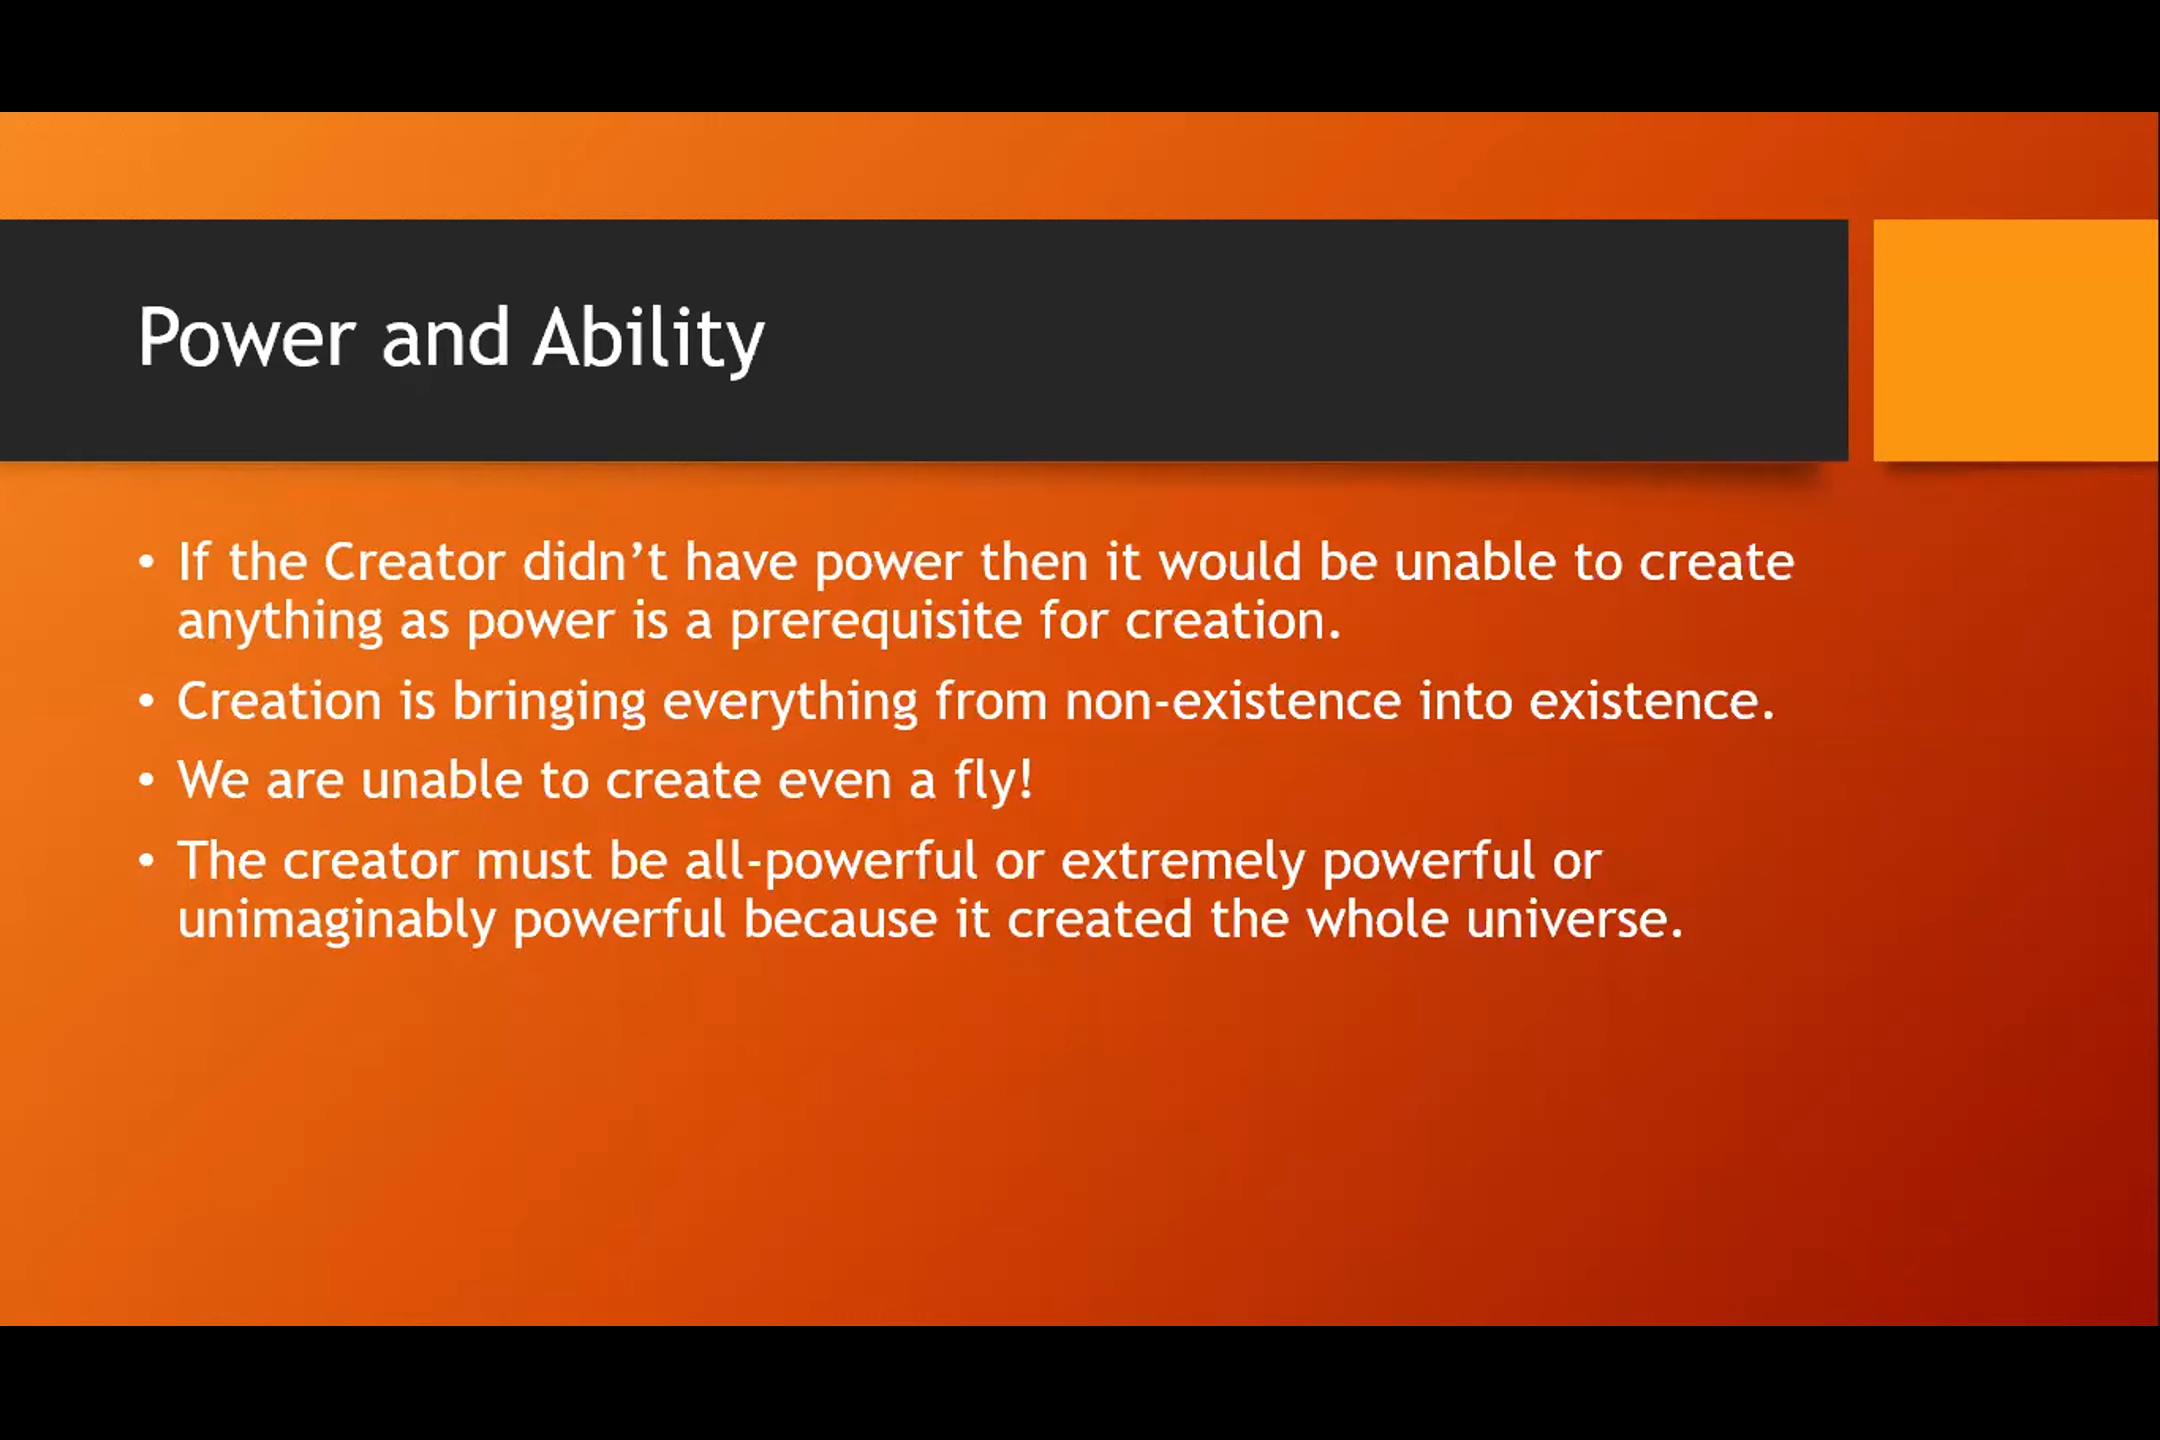 Power and Ability
• If the Creator didn’t have power then it would be unable to create
anything as power is a prerequisite for creation.
• Creation is bringing everything from non-existence into existence.
• We are unable to create even a fly!
• The creator must be all-powerful or extremely powerful or
unimaginably powerful because it created the whole universe.